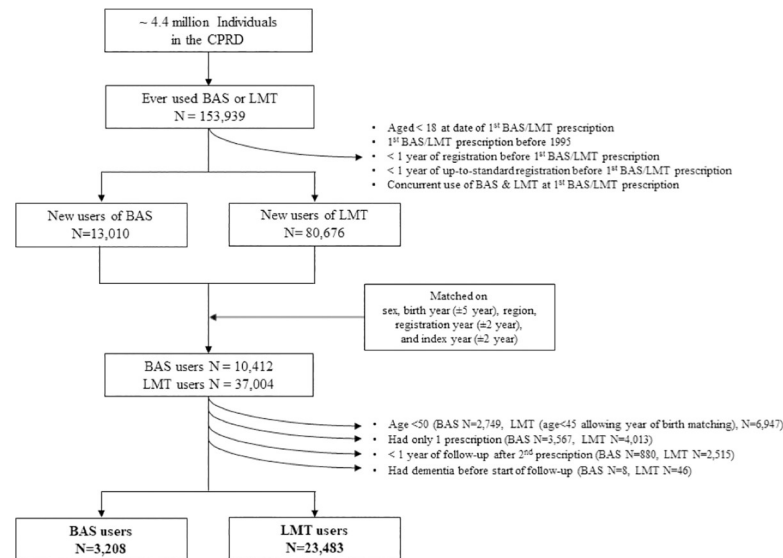 ~ 4.4 million Individuals
in the CPRD
Ever used BAS or LMT
N = 153,939
• Aged < 18 at date of 1st BAS/LMT prescription
• 1st BAS/LMT prescription before 1995
• < 1 year of registration before 1st BAS/LMT prescription
• < 1 year of up-to-standard registration before 1st BAS/LMT prescription
• Concurrent use of BAS & LMT at 1st BAS/LMT prescription
New users of BAS
N=13,010
New users of LMT
N= 80,676
Matched on
sex, birth year (±5 year), region,
registration year (±2 year),
and index year (±2 year)
BAS users N = 10,412
LMT users N = 37,004
• Age <50 (BAS N=2,749, LMT (age<45 allowing year of birth matching), N=6,947)
• Had only 1 prescription (BAS N=3,567, LMT N=4,013)
• < 1 year of follow-up after 2nd prescription (BAS N=880, LMT N=2,515)
• Had dementia before start of follow-up (BAS N=8, LMT N=46)
BAS users
N=3,208
LMT users
N=23,483